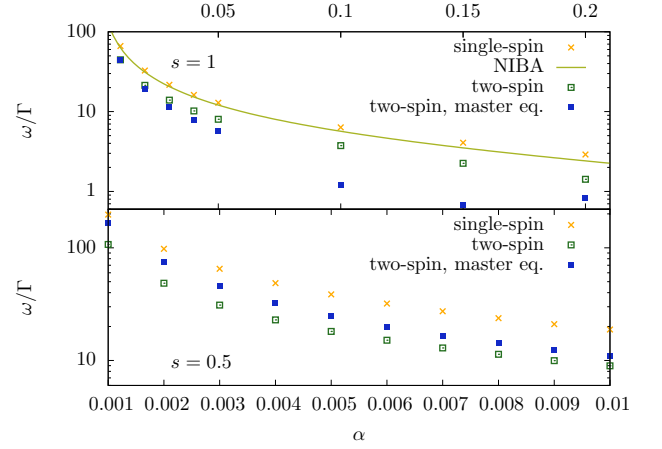 0.05 0.1 0.15 0.2
100
10
1
ω/Γ
s = 1
single-spin
NIBA
two-spin
two-spin, master eq.
100
10
ω/Γ
s = 0.5
single-spin
two-spin
two-spin, master eq.
0.001 0.002 0.003 0.004 0.005 0.006 0.007 0.008 0.009 0.01
α